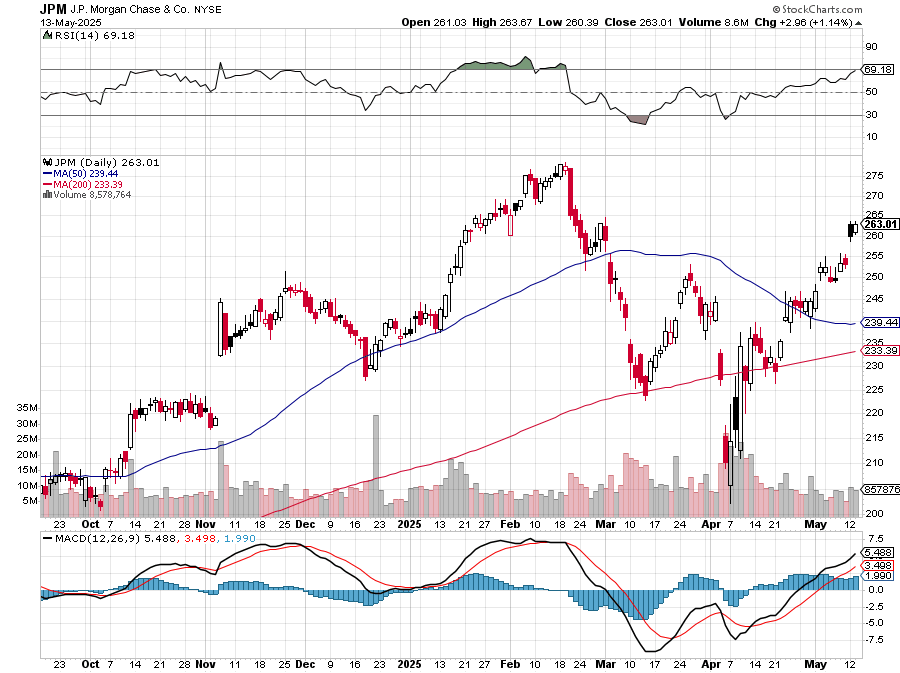 JPM J.P. Morgan Chase & Co. NYSE © StockCharts.com
13-May-2025 Open 261.03 High 263.67 Low 260.39 Close 263.01 Volume 8.6M Chg +2.96 (+1.14%)
RSI(14) 69.18
90
69.18
50
30
10
JPM (Daily) 263.01
MA(50) 239.44
MA(200) 233.39
Volume 8,578,764
275
270
265
263.01
260
255
250
245
239.44
235
233.39
230
225
220
215
210
857876
200
35M
30M
25M
20M
15M
10M
5M
23 Oct 7 14 21 28 Nov 11 18 25 Dec 9 16 23 2025 13 21 27 Feb 10 18 24 Mar 10 17 24 Apr 7 14 21 May 12
MACD(12,26,9) 5.488, 3.498, 1.990
7.5
5.488
3.498
1.990
0.0
-2.5
-5.0
-7.5
23 Oct 7 14 21 28 Nov 11 18 25 Dec 9 16 23 2025 13 21 27 Feb 10 18 24 Mar 10 17 24 Apr 7 14 21 May 12